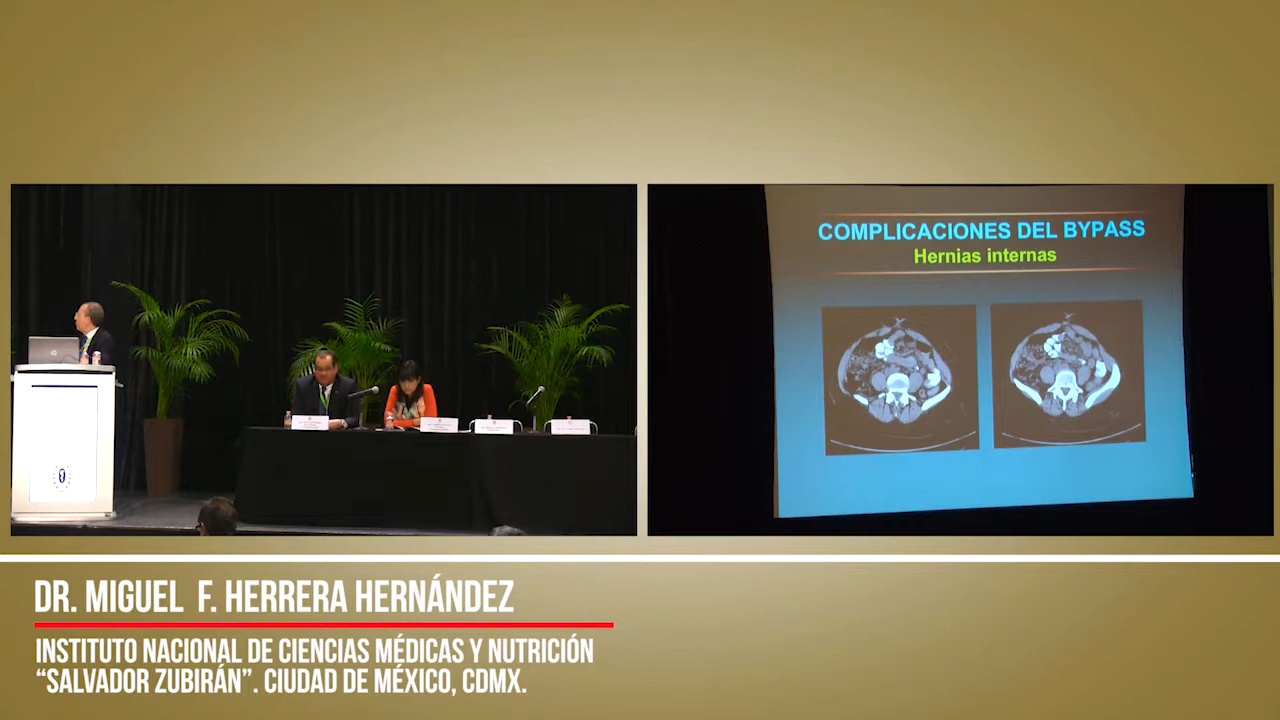 COMPLICACIONES DEL BYPASS
Hernias internas
DR. MIGUEL F. HERRERA HERNÁNDEZ
INSTITUTO NACIONAL DE CIENCIAS MÉDICAS Y NUTRICIÓN
“SALVADOR ZUBIRÁN”. CIUDAD DE MÉXICO, CDMX.